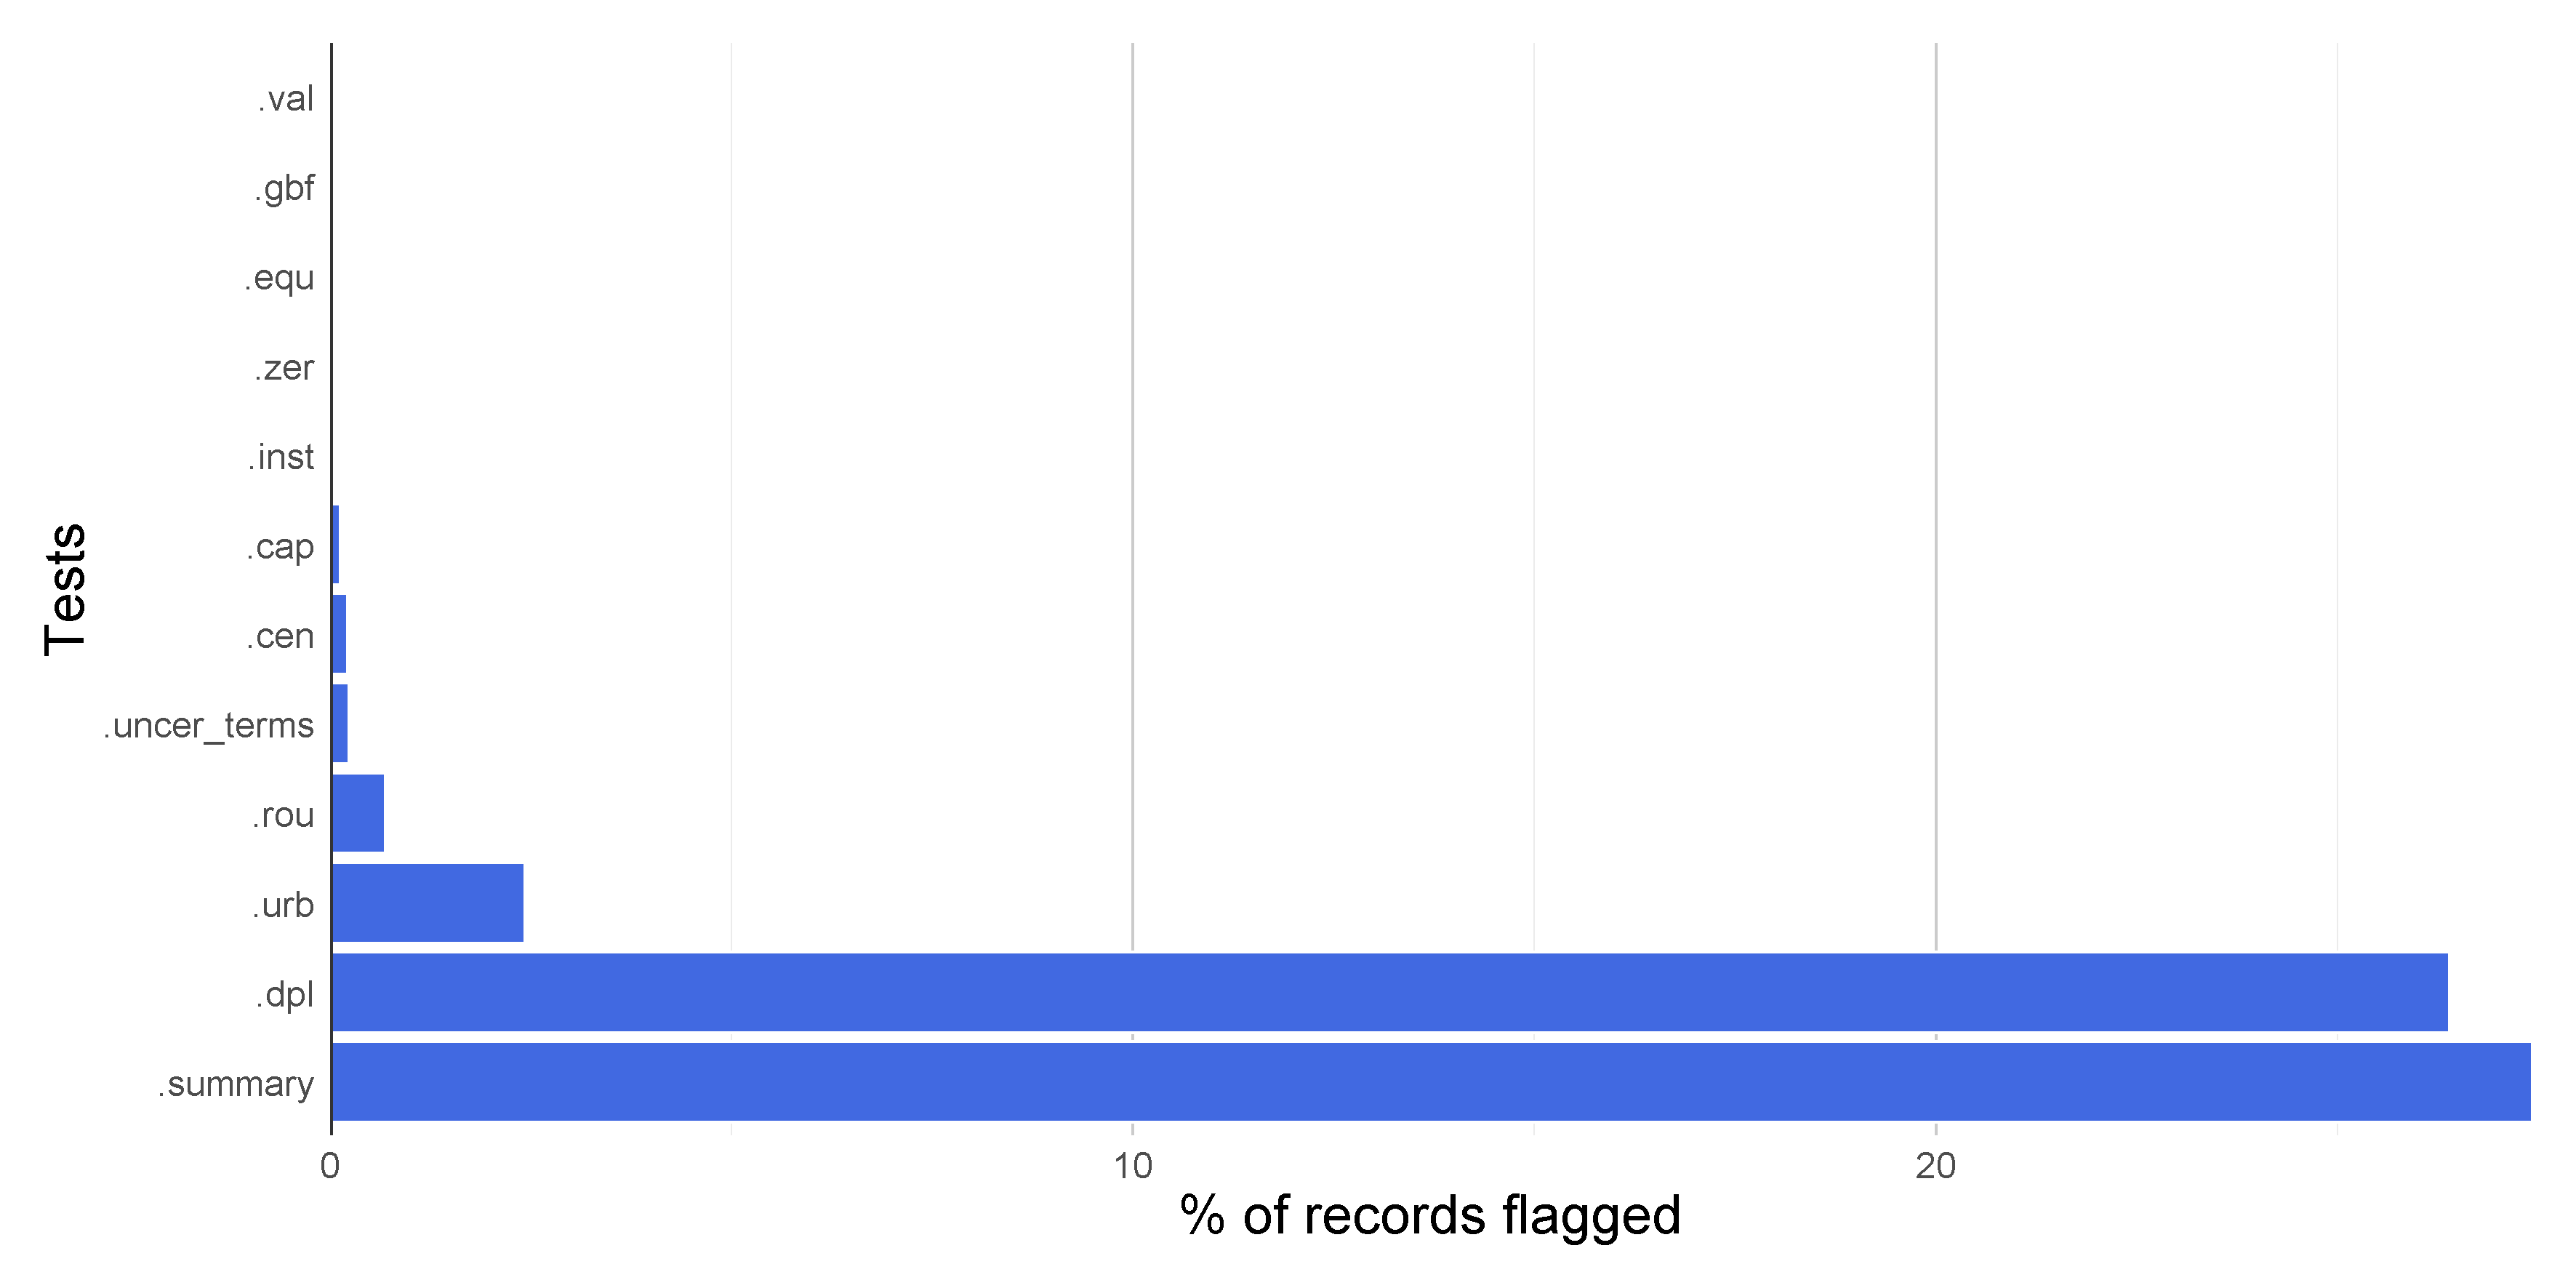 Tests
.val
.gbf
.equ
.zer
.inst
.cap
.cen
.uncer_terms
.rou
.urb
.dpl
.summary
0 10 20
% of records flagged